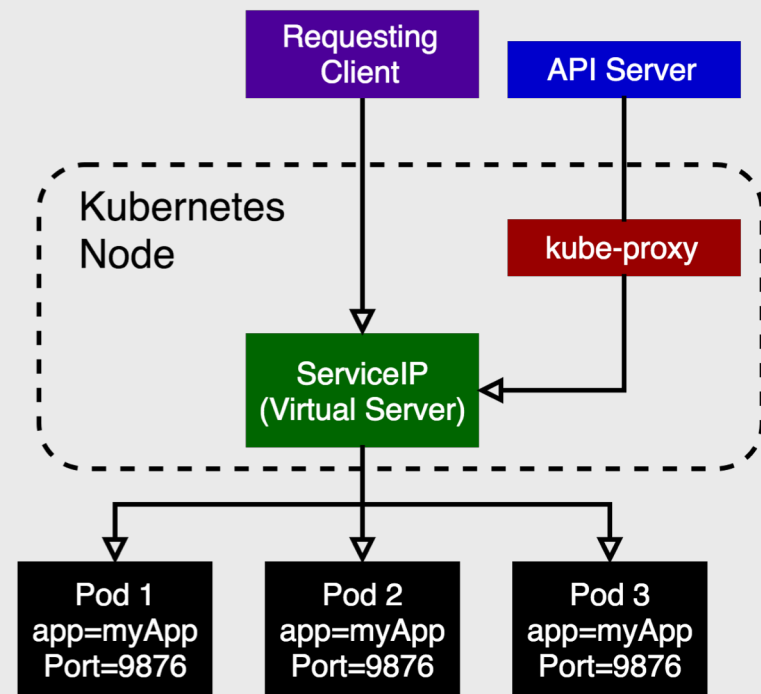 Requesting
Client
API Server
Kubernetes
Node
kube-proxy
ServiceIP
(Virtual Server)
Pod 1
app=myApp
Port=9876
Pod 2
app=myApp
Port=9876
Pod 3
app=myApp
Port=9876